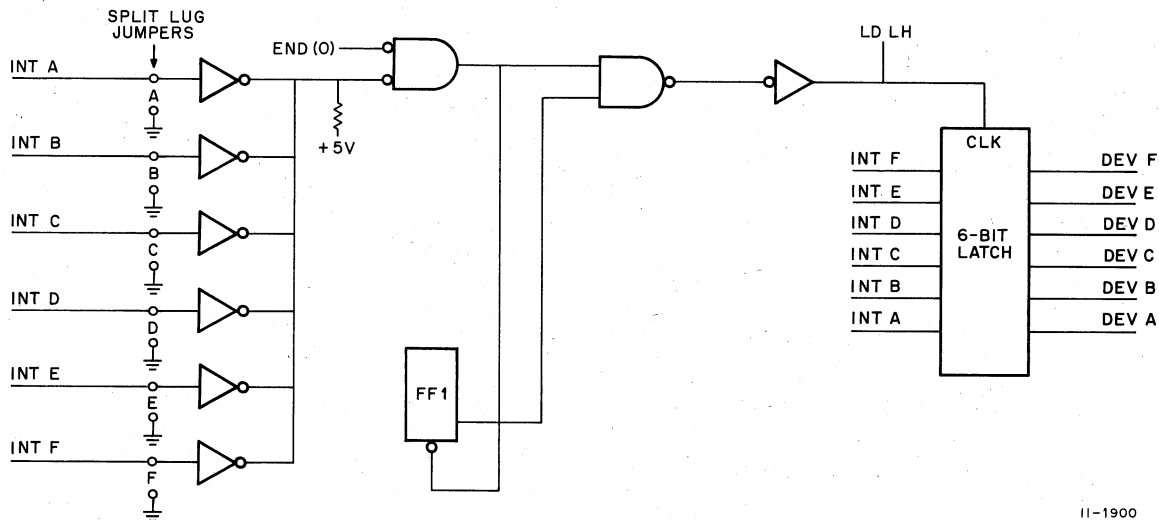 SPLIT LUG
JUMPERS
INT A
A
INT B
B
INT C
C
INT D
D
INT E
E
INT F
F
END (0)
+5V
FF1
LD LH
CLK
6-BIT
LATCH
INT F
INT E
INT D
INT C
INT B
INT A
DEV F
DEV E
DEV D
DEV C
DEV B
DEV A
11-1900